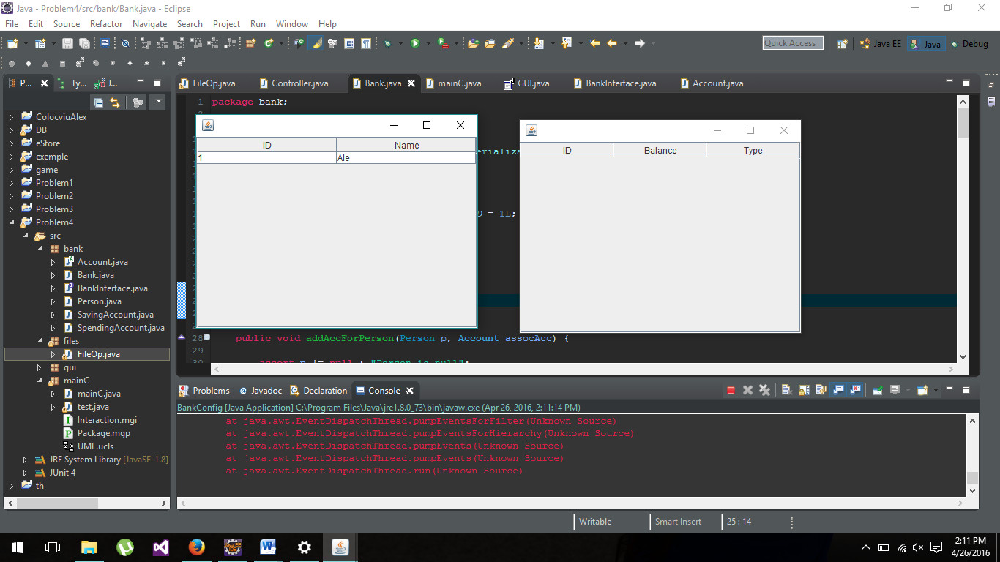 Java - Problem4/src/bank/Bank.java - Eclipse
File Edit Source Refactor Navigate Search Project Run Window Help
Quick Access
Java EE
Java
Debug
P...
Ty...
J...
FileOp.java
Controller.java
Bank.java
mainC.java
GUI.java
BankInterface.java
Account.java
ColocviuAlex
DB
eStore
exemple
game
Problem1
Problem2
Problem3
Problem4
src
bank
Account.java
Bank.java
BankInterface.java
Person.java
SavingAccount.java
SpendingAccount.java
files
FileOp.java
gui
mainC
mainC.java
test.java
Interaction.mgi
Package.mgp
UML.ucls
JRE System Library [JavaSE-1.8]
JUnit 4
th
1 package bank;
= 1L;
28 public void addAccForPerson(Person p, Account assocAcc) {
29
assert p != null : "Person is null";
ID Name
1 Ale
ID Balance Type
Problems
Javadoc
Declaration
Console
BankConfig [Java Application] C:\Program Files\Java\jre1.8.0_73\bin\javaw.exe (Apr 26, 2016, 2:11:14 PM)
at java.awt.EventDispatchThread.pumpEventsForFilter(Unknown Source)
at java.awt.EventDispatchThread.pumpEventsForHierarchy(Unknown Source)
at java.awt.EventDispatchThread.pumpEvents(Unknown Source)
at java.awt.EventDispatchThread.pumpEvents(Unknown Source)
at java.awt.EventDispatchThread.run(Unknown Source)
Writable
Smart Insert
25 : 14
2:11 PM
4/26/2016